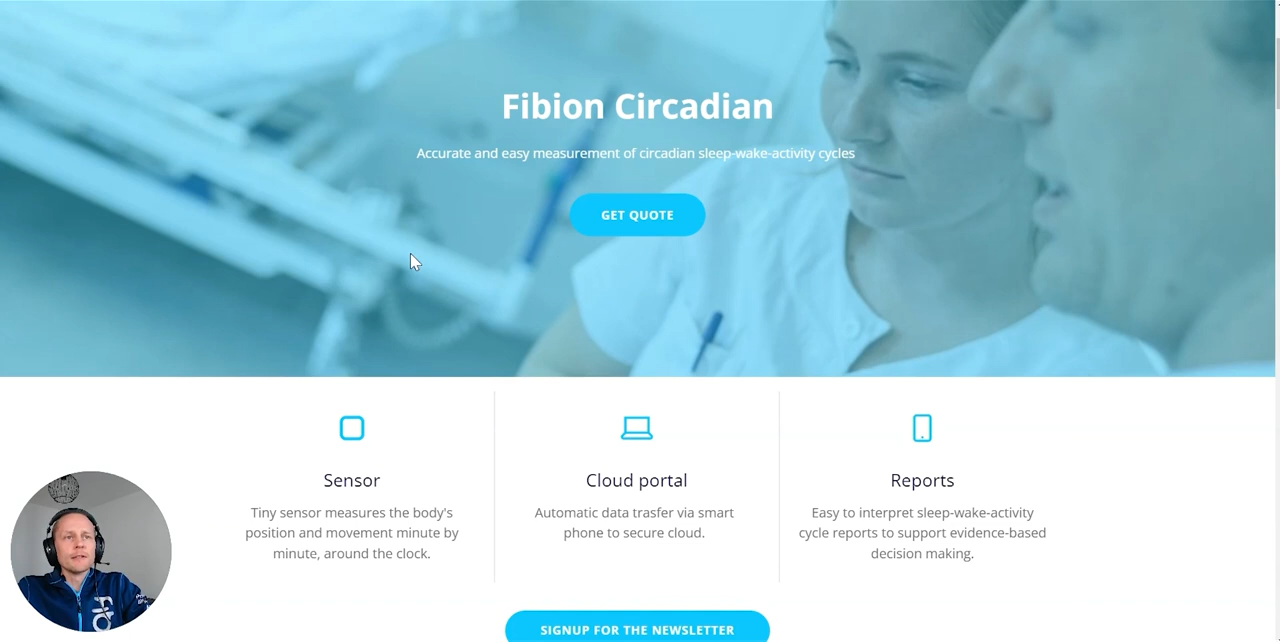 Fibion Circadian
Accurate and easy measurement of circadian sleep-wake-activity cycles
GET QUOTE
Sensor
Tiny sensor measures the body's
position and movement minute by
minute, around the clock.
Cloud portal
Automatic data trasfer via smart
phone to secure cloud.
Reports
Easy to interpret sleep-wake-activity
cycle reports to support evidence-based
decision making.
SIGNUP FOR THE NEWSLETTER